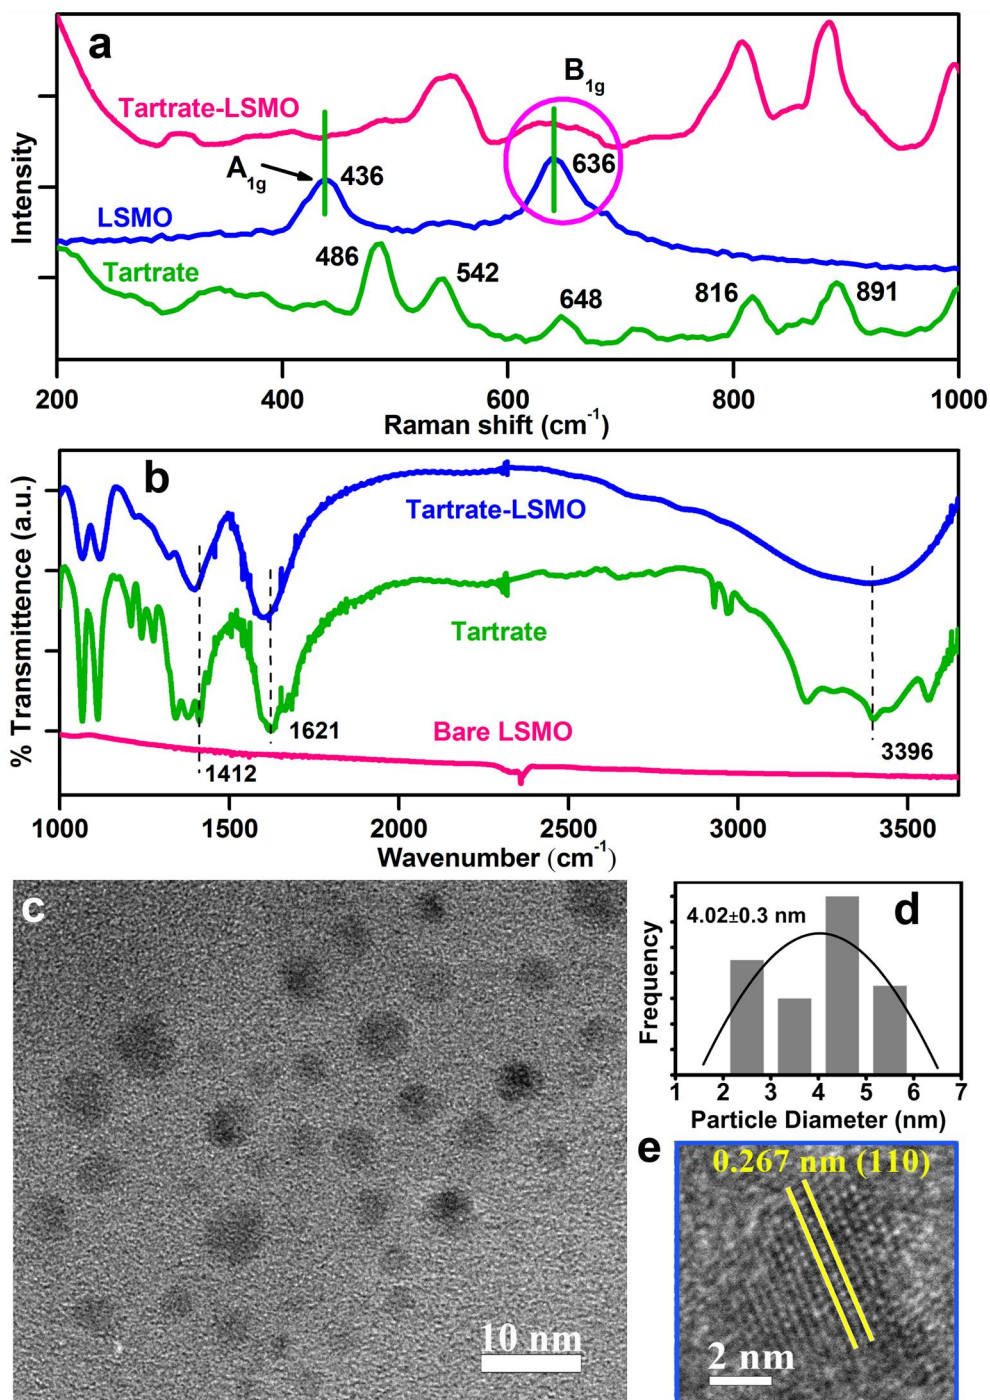 a
Tartrate-LSMO
B1g
A1g
436
636
LSMO
Tartrate
486
542
648
816
891
Intensity
200
400
600
800
1000
Raman shift (cm-1)
b
Tartrate-LSMO
Tartrate
Bare LSMO
1621
1412
3396
% Transmittence (a.u.)
1000
1500
2000
2500
3000
3500
Wavenumber (cm-1)
c
10 nm
d
4.02±0.3 nm
Frequency
1
2
3
4
5
6
7
Particle Diameter (nm)
e
0.267 nm (110)
2 nm